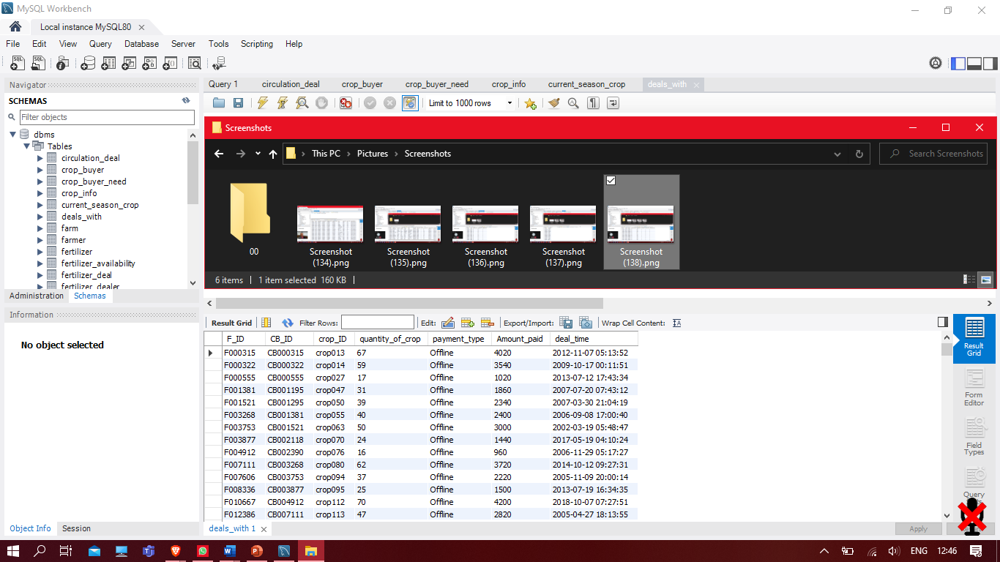 MySQL Workbench
Local instance MySQL80
File Edit View Query Database Server Tools Scripting Help
Navigator
SCHEMAS
Filter objects
dbms
Tables
circulation_deal
crop_buyer
crop_buyer_need
crop_info
current_season_crop
deals_with
farm
farmer
fertilizer
fertilizer_availability
fertilizer_deal
fertilizer_dealer
Administration Schemas
Information
No object selected
Object Info Session
Query 1 circulation_deal crop_buyer crop_buyer_need crop_info current_season_crop deals_with
Limit to 1000 rows
Screenshots
This PC Pictures Screenshots
Search Screenshots
00
Screenshot
(134).png
Screenshot
(135).png
Screenshot
(136).png
Screenshot
(137).png
Screenshot
(138).png
6 items 1 item selected 160 KB
Result Grid Filter Rows: Edit: Export/Import: Wrap Cell Content:
F_ID CB_ID crop_ID quantity_of_crop payment_type Amount_paid deal_time
F000315 CB000315 crop013 67 Offline 4020 2012-11-07 05:13:52
F000322 CB000322 crop014 59 Offline 3540 2009-10-17 00:11:51
F000555 CB000555 crop027 17 Offline 1020 2013-07-12 17:43:34
F001381 CB001195 crop047 31 Offline 1860 2007-07-20 07:43:12
F001521 CB001295 crop050 39 Offline 2340 2007-03-30 21:04:19
F003268 CB001381 crop055 40 Offline 2400 2006-09-08 17:00:40
F003753 CB001521 crop063 50 Offline 3000 2002-03-19 05:48:47
F003877 CB002118 crop070 24 Offline 1440 2017-05-19 04:10:24
F004912 CB002390 crop076 16 Offline 960 2006-11-29 05:17:27
F007111 CB003268 crop080 62 Offline 3720 2014-10-12 09:27:31
F007606 CB003753 crop094 37 Offline 2220 2005-11-09 20:00:14
F008336 CB003877 crop095 25 Offline 1500 2013-07-19 16:34:35
F010667 CB004912 crop112 70 Offline 4200 2018-10-07 07:27:51
F012386 CB007111 crop113 47 Offline 2820 2005-04-27 18:13:55
Result
Grid
Form
Editor
Field
Types
Query
deals_with 1
Apply
ENG 12:46